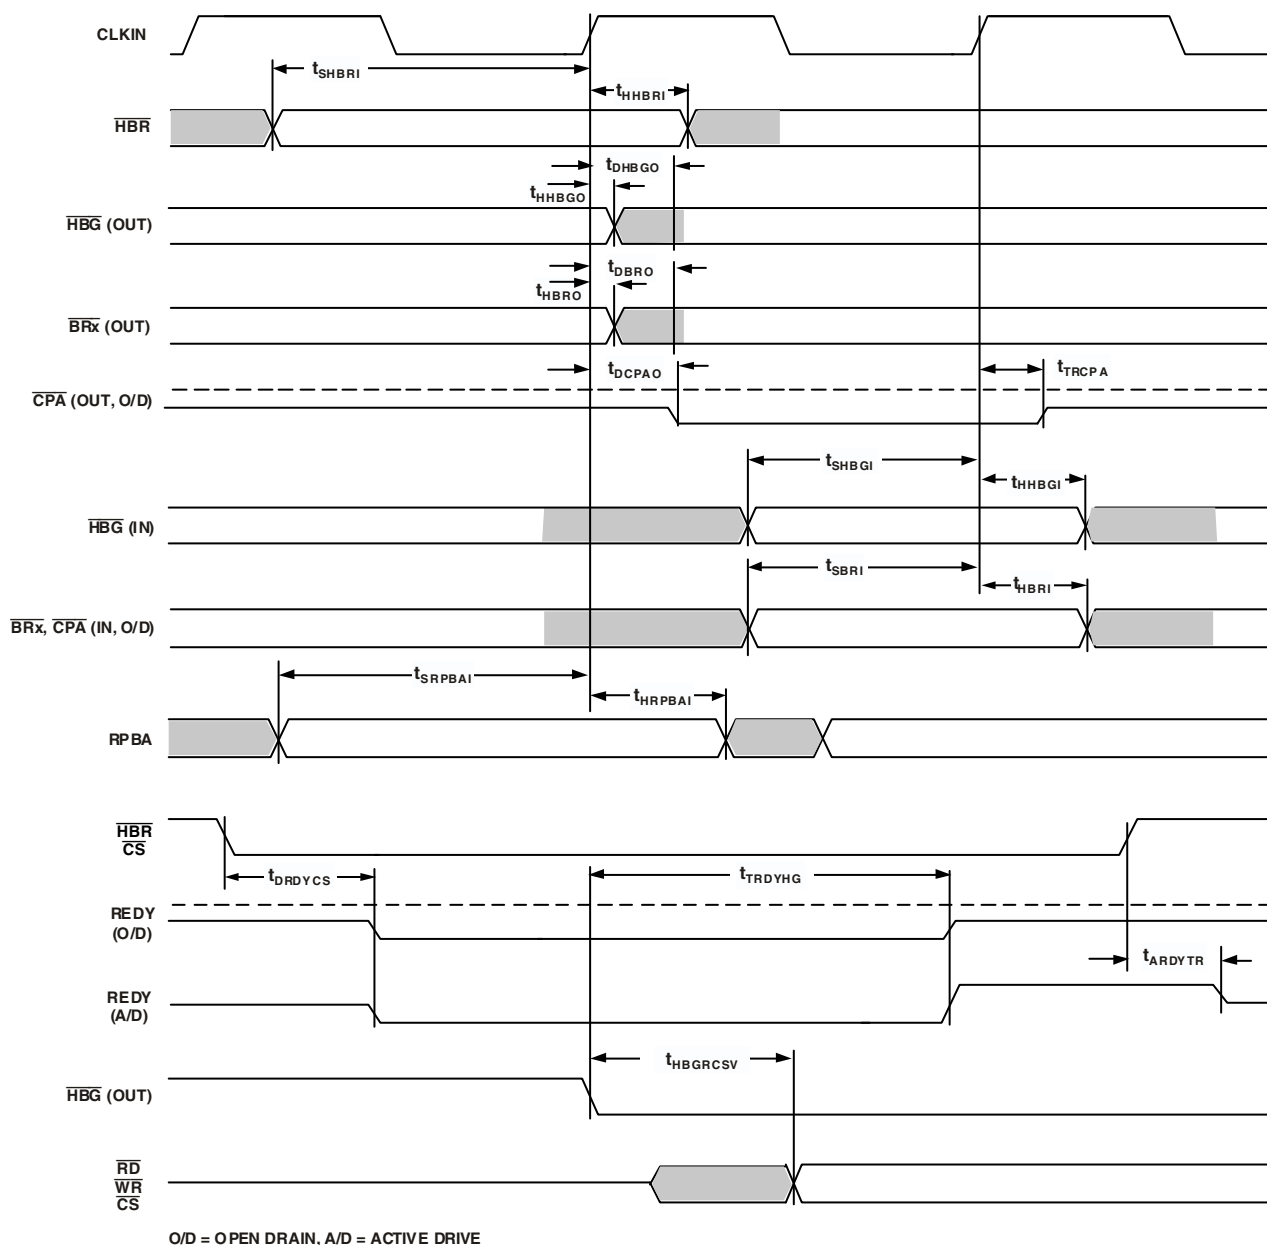 CLKIN
tSHBRI
tHHBRI
HBR
tDHBGO
tHHBGO
HBG (OUT)
tDBRO
tHBRO
BRx (OUT)
tDCPAO
tTRCPA
CPA (OUT, O/D)
tSHBGI
tHHBGI
HBG (IN)
tSBRI
tHBRI
BRx, CPA (IN, O/D)
tSRPBAI
tHRPBAI
RPBA
HBR
CS
tDRDYCS
tTRDYHG
REDY
(O/D)
tARDYTR
REDY
(A/D)
tHBGRCSV
HBG (OUT)
RD
WR
CS
O/D = OPEN DRAIN, A/D = ACTIVE DRIVE